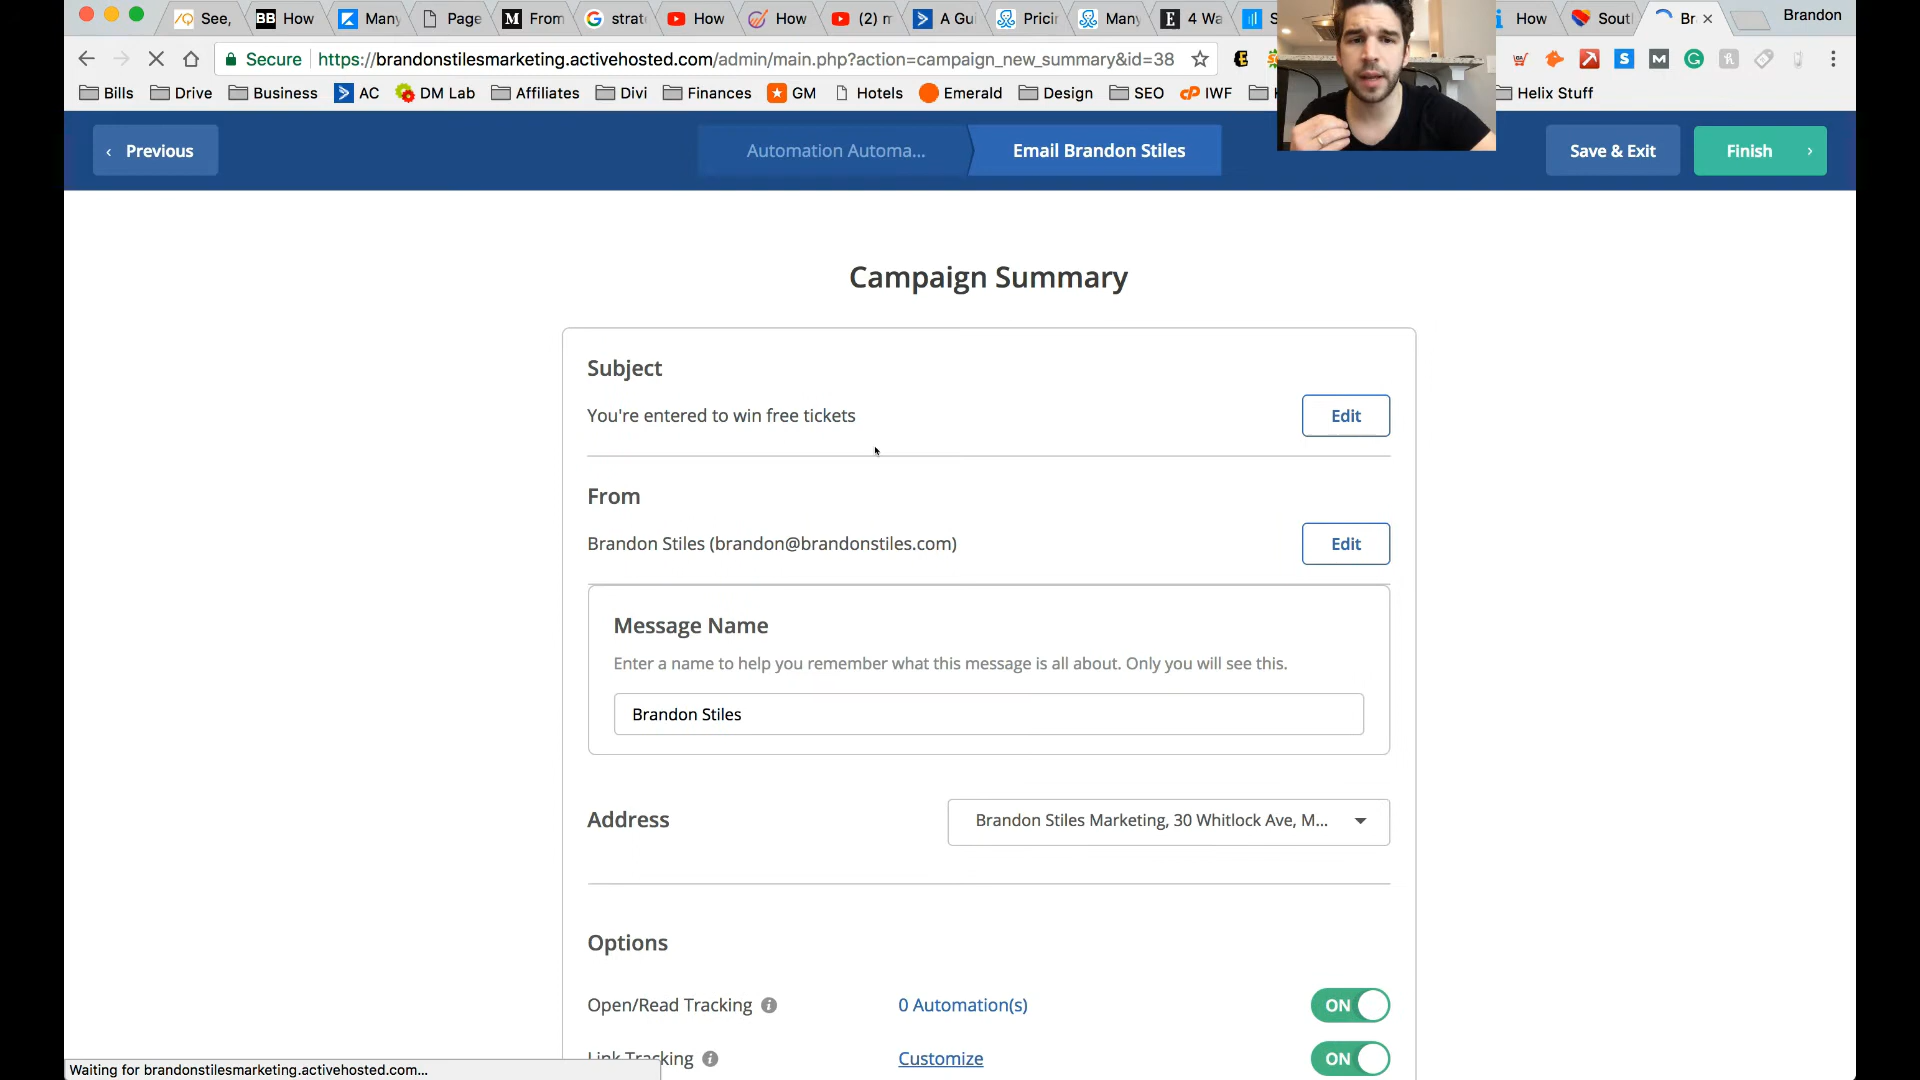 See,
BB How
Many
Page
M From
G strat
How
How
(2) m
A Gui
Pricin
Many
E 4 Wa
S
How
Sout
Br
Brandon
Secure https://brandonstilesmarketing.activehosted.com/admin/main.php?action=campaign_new_summary&id=38
Bills Drive Business AC DM Lab Affiliates Divi Finances GM Hotels Emerald Design SEO cP IWF Helix Stuff
‹ Previous
Automation Automa...
Email Brandon Stiles
Save & Exit
Finish ›
Campaign Summary
Subject
You're entered to win free tickets
Edit
From
Brandon Stiles (brandon@brandonstiles.com)
Edit
Message Name
Enter a name to help you remember what this message is all about. Only you will see this.
Brandon Stiles
Address
Brandon Stiles Marketing, 30 Whitlock Ave, M...
Options
Open/Read Tracking
0 Automation(s)
ON
Link Tracking
Customize
ON
Waiting for brandonstilesmarketing.activehosted.com...